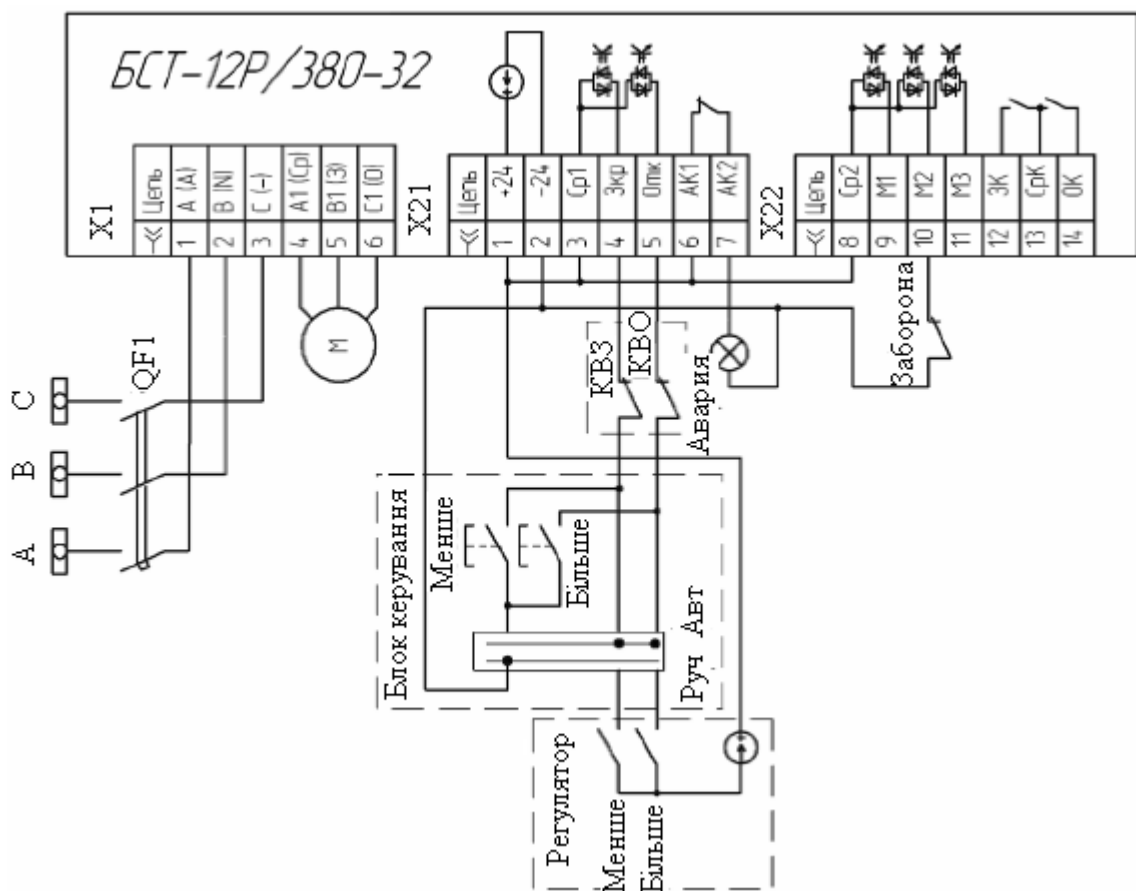 БСТ-12Р/380-32
X1
Цепь
A (A)
B (N)
C (-)
A1 (Ср)
B1 (З)
C1 (О)
1
2
3
4
5
6
X21
Цепь
+24
-24
Ср1
Зкр
Отк
АК1
АК2
1
2
3
4
5
6
7
X22
Цепь
Ср2
М1
М2
М3
ЗК
СрК
ОК
8
9
10
11
12
13
14
QF1
C
B
A
М
КВЗ
КВО
Авария
Заборона
Блок керування
Менше
Більше
Руч Авт
Регулятор
Менше
Більше